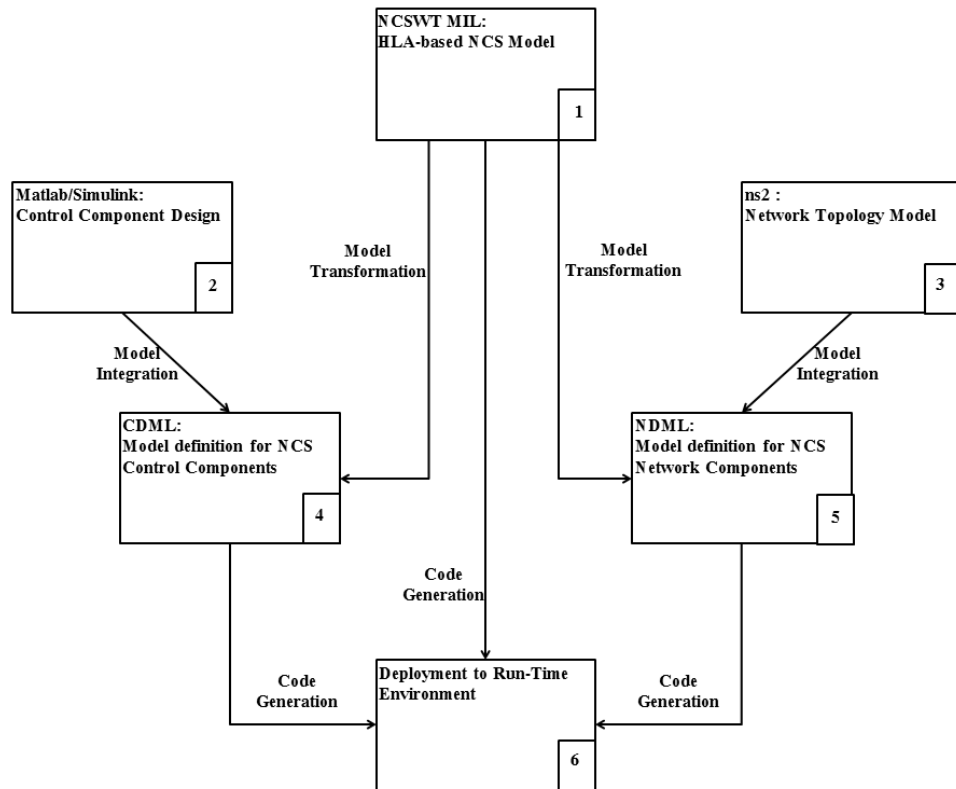 NCSWT MIL:
HLA-based NCS Model
1
Matlab/Simulink:
Control Component Design
2
ns2 :
Network Topology Model
3
Model
Transformation
Model
Transformation
Model
Integration
Model
Integration
CDML:
Model definition for NCS
Control Components
4
NDML:
Model definition for NCS
Network Components
5
Code
Generation
Code
Generation
Code
Generation
Deployment to Run-Time
Environment
6